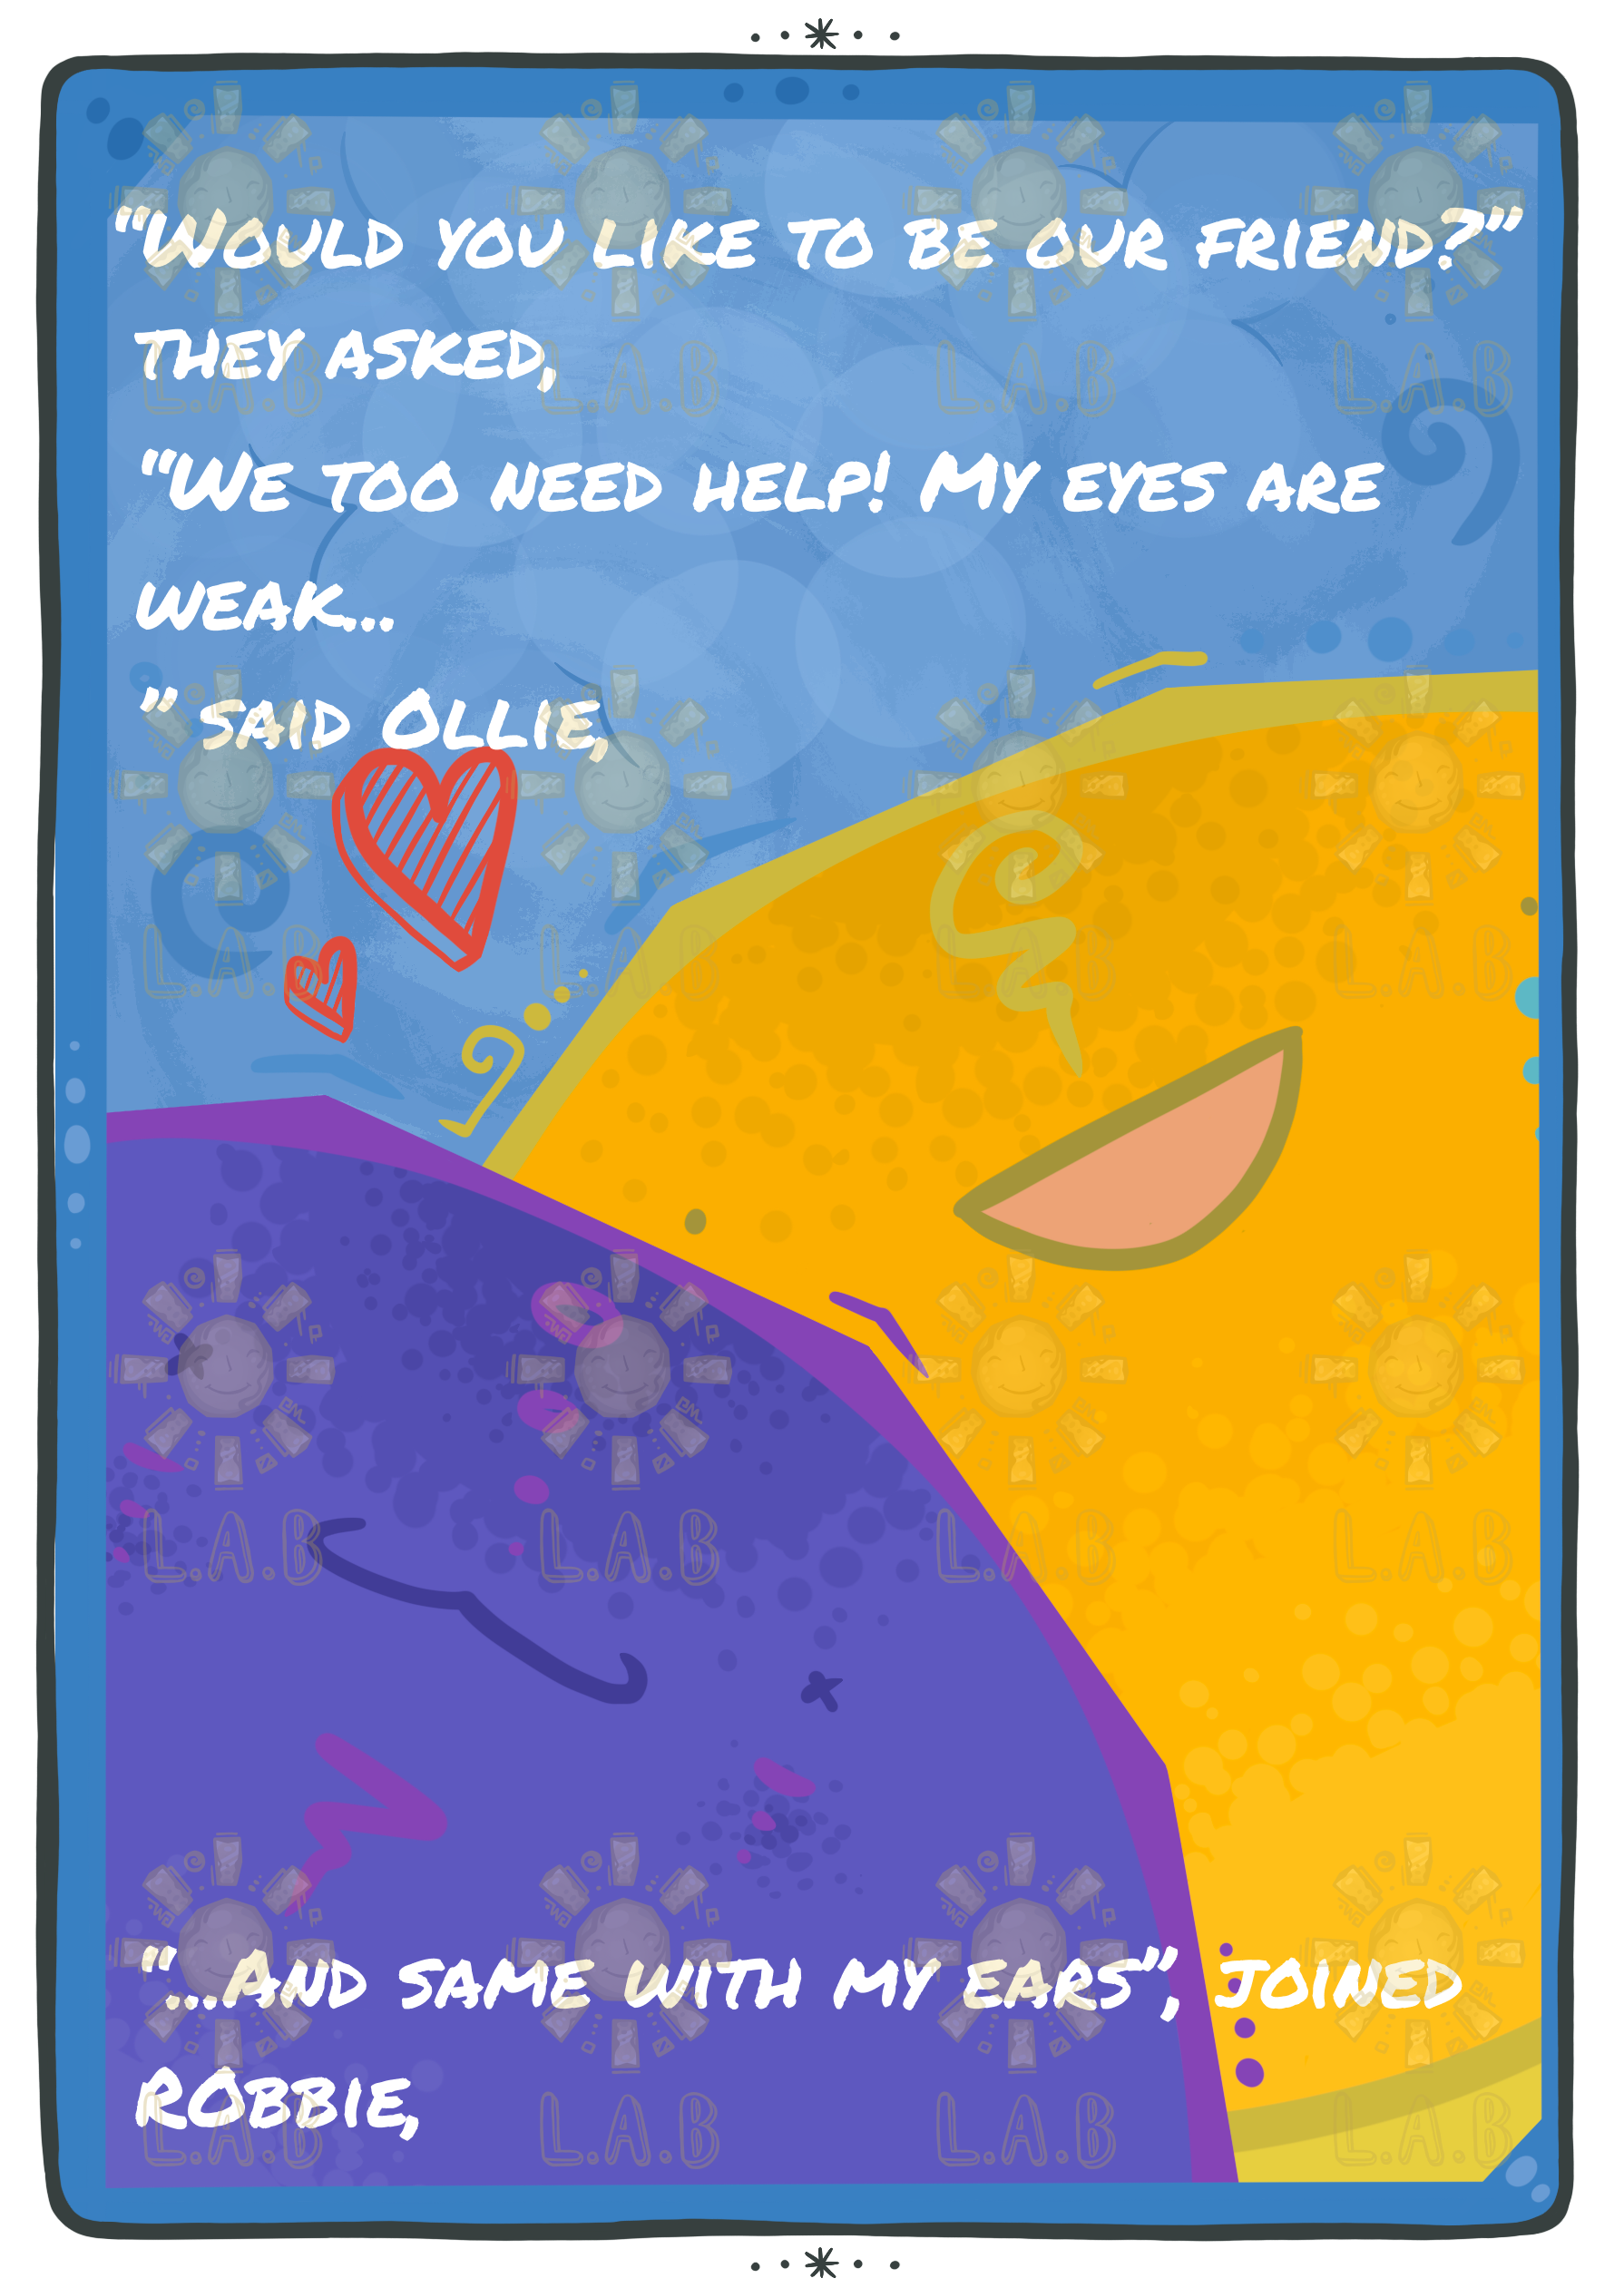 “Would you like to be our friend?”
they asked,
“We too need help! My eyes are
weak...
” said Ollie,
“...And same with my ears”, joined
Robbie,
L.A.B L.A.B L.A.B L.A.B
L.A.B L.A.B L.A.B L.A.B
L.A.B L.A.B L.A.B L.A.B
L.A.B L.A.B L.A.B L.A.B